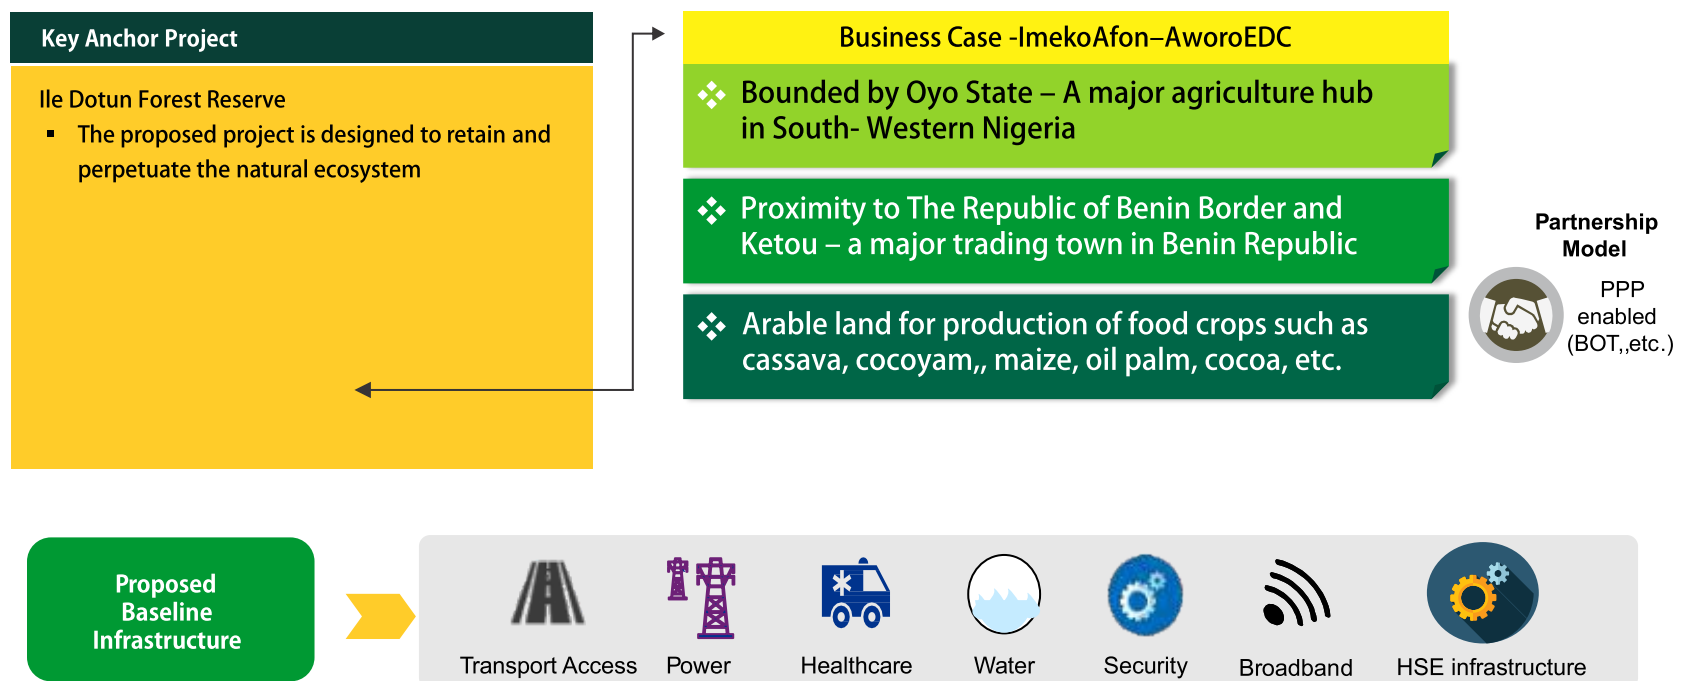 Key Anchor Project
Ile Dotun Forest Reserve
▪ The proposed project is designed to retain and
perpetuate the natural ecosystem
Business Case -ImekoAfon–AworoEDC
❖ Bounded by Oyo State – A major agriculture hub
in South- Western Nigeria
❖ Proximity to The Republic of Benin Border and
Ketou – a major trading town in Benin Republic
❖ Arable land for production of food crops such as
cassava, cocoyam,, maize, oil palm, cocoa, etc.
Partnership
Model
PPP
enabled
(BOT,,etc.)
Proposed
Baseline
Infrastructure
Transport Access
Power
Healthcare
Water
Security
Broadband
HSE infrastructure